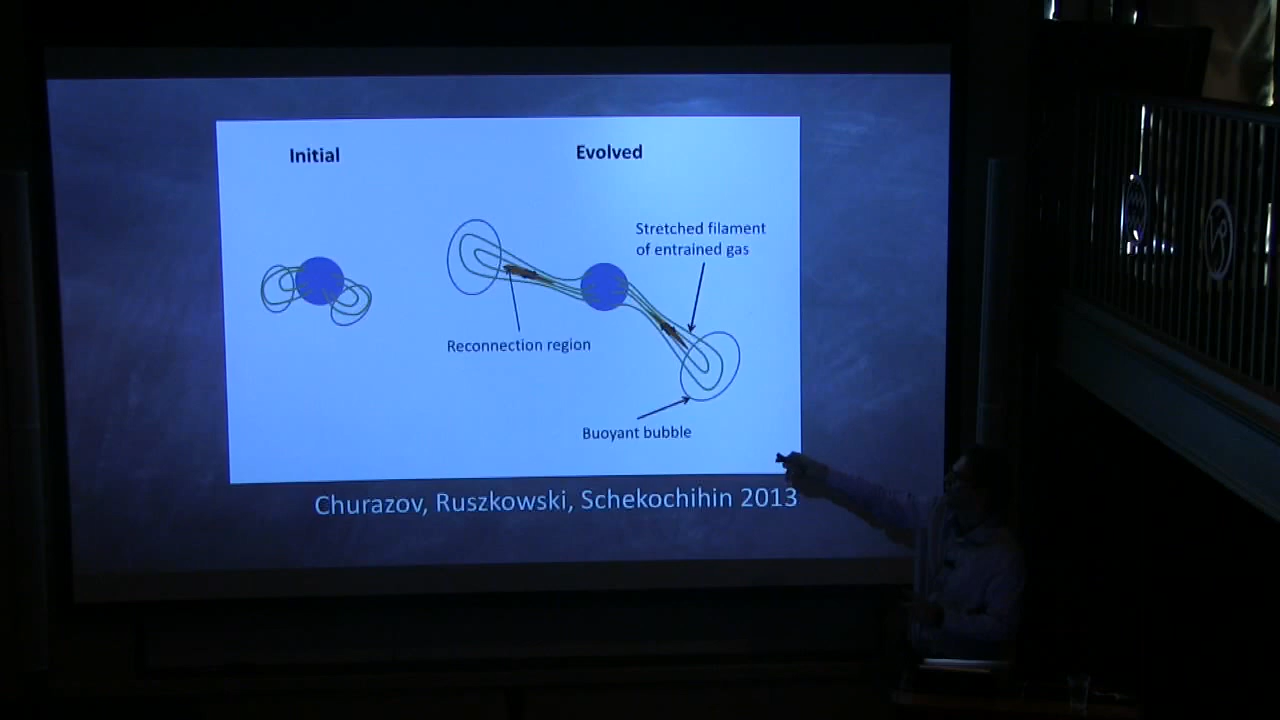 Initial
Evolved
Stretched filament
of entrained gas
Reconnection region
Buoyant bubble
Churazov, Ruszkowski, Schekochihin 2013